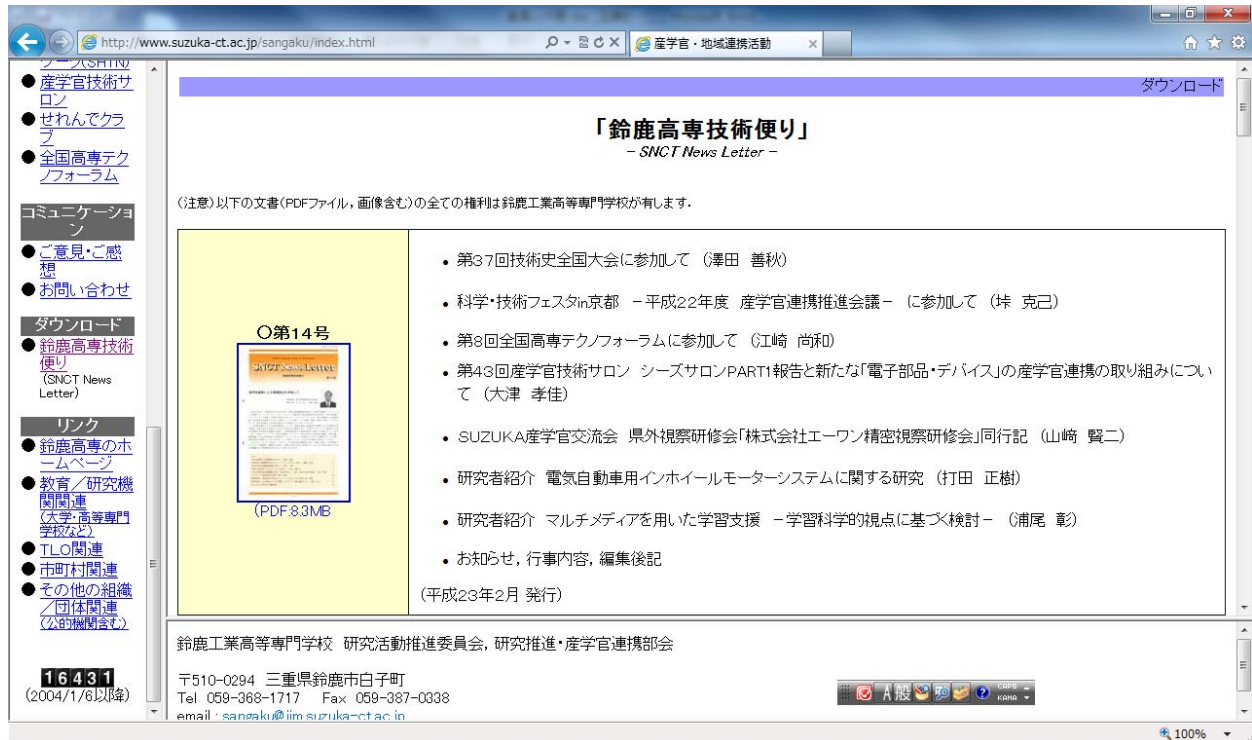 http://www.suzuka-ct.ac.jp/sangaku/index.html
産学官・地域連携活動
ワーク(SHTN)
● 産学官技術サ
ロン
● せれんでクラ
ブ
● 全国高専テク
ノフォーラム
コミュニケーショ
ン
● ご意見・ご感
想
● お問い合わせ
ダウンロード
● 鈴鹿高専技術
便り
(SNCT News
Letter)
リンク
● 鈴鹿高専のホ
ームページ
● 教育/研究機
関関連
(大学・高等専門
学校など)
● TLO関連
● 市町村関連
● その他の組織
/団体関連
(公的機関含む)
16431
(2004/1/6以降)
ダウンロード
「鈴鹿高専技術便り」
- SNCT News Letter -
(注意)以下の文書(PDFファイル,画像含む)の全ての権利は鈴鹿工業高等専門学校が有します.
○第14号
SNCT News Letter
(PDF:8.3MB
• 第37回技術史全国大会に参加して (澤田 善秋)
• 科学・技術フェスタin京都 -平成22年度 産学官連携推進会議- に参加して (垰 克己)
• 第8回全国高専テクノフォーラムに参加して (江崎 尚和)
• 第43回産学官技術サロン シーズサロンPART1報告と新たな「電子部品・デバイス」の産学官連携の取り組みについ
て (大津 孝佳)
• SUZUKA産学官交流会 県外視察研修会「株式会社エーワン精密視察研修会」同行記 (山﨑 賢二)
• 研究者紹介 電気自動車用インホイールモーターシステムに関する研究 (打田 正樹)
• 研究者紹介 マルチメディアを用いた学習支援 -学習科学的視点に基づく検討- (浦尾 彰)
• お知らせ,行事内容,編集後記
(平成23年2月 発行)
鈴鹿工業高等専門学校 研究活動推進委員会,研究推進・産学官連携部会
〒510-0294 三重県鈴鹿市白子町
Tel 059-368-1717 Fax 059-387-0338
email : sangaku@jim.suzuka-ct.ac.jp
A 般 CAPS KANA
100%